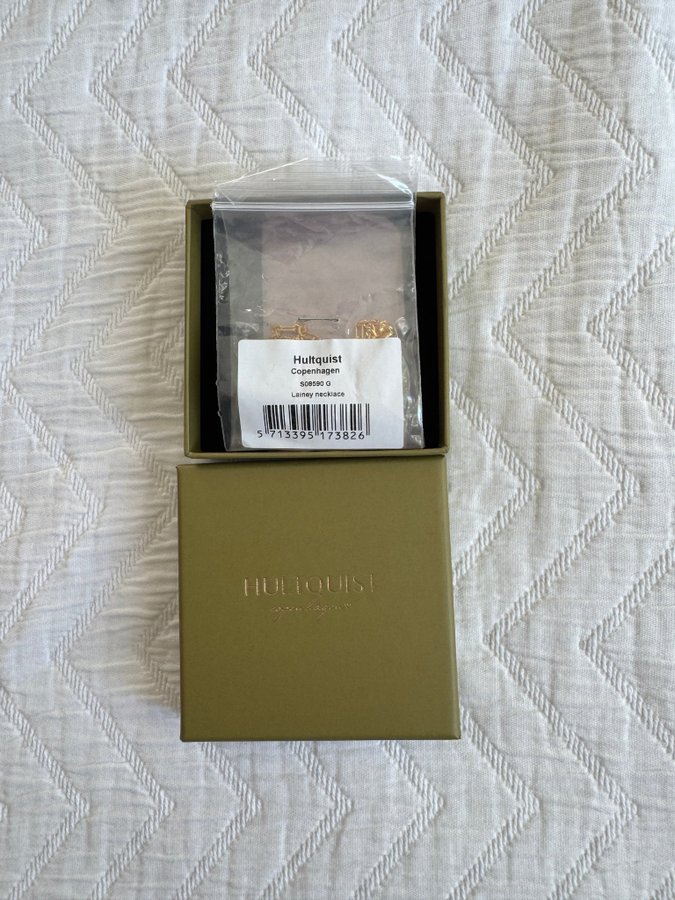 Hultquist
Copenhagen
S08590 G
Lainey necklace
5 713395 173826
HULTQUIST
copenhagen